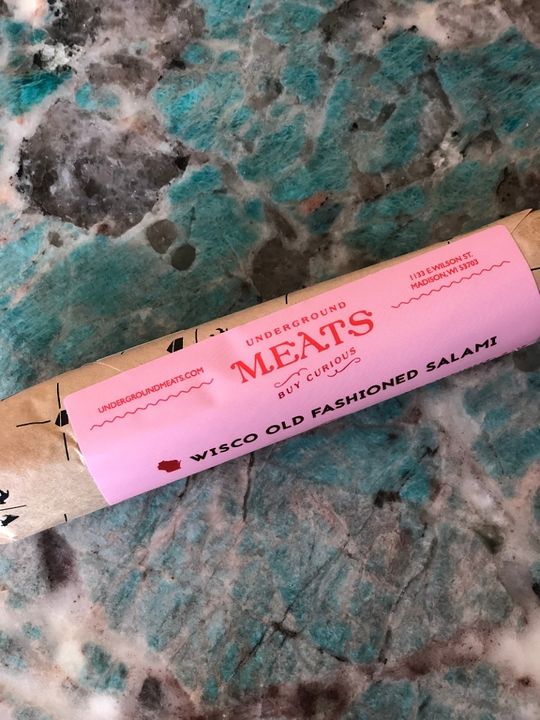 1133 E.WILSON ST.
MADISON, WI 53703
UNDERGROUND
MEATS
BUY CURIOUS
UNDERGROUNDMEATS.COM
WISCO OLD FASHIONED SALAMI